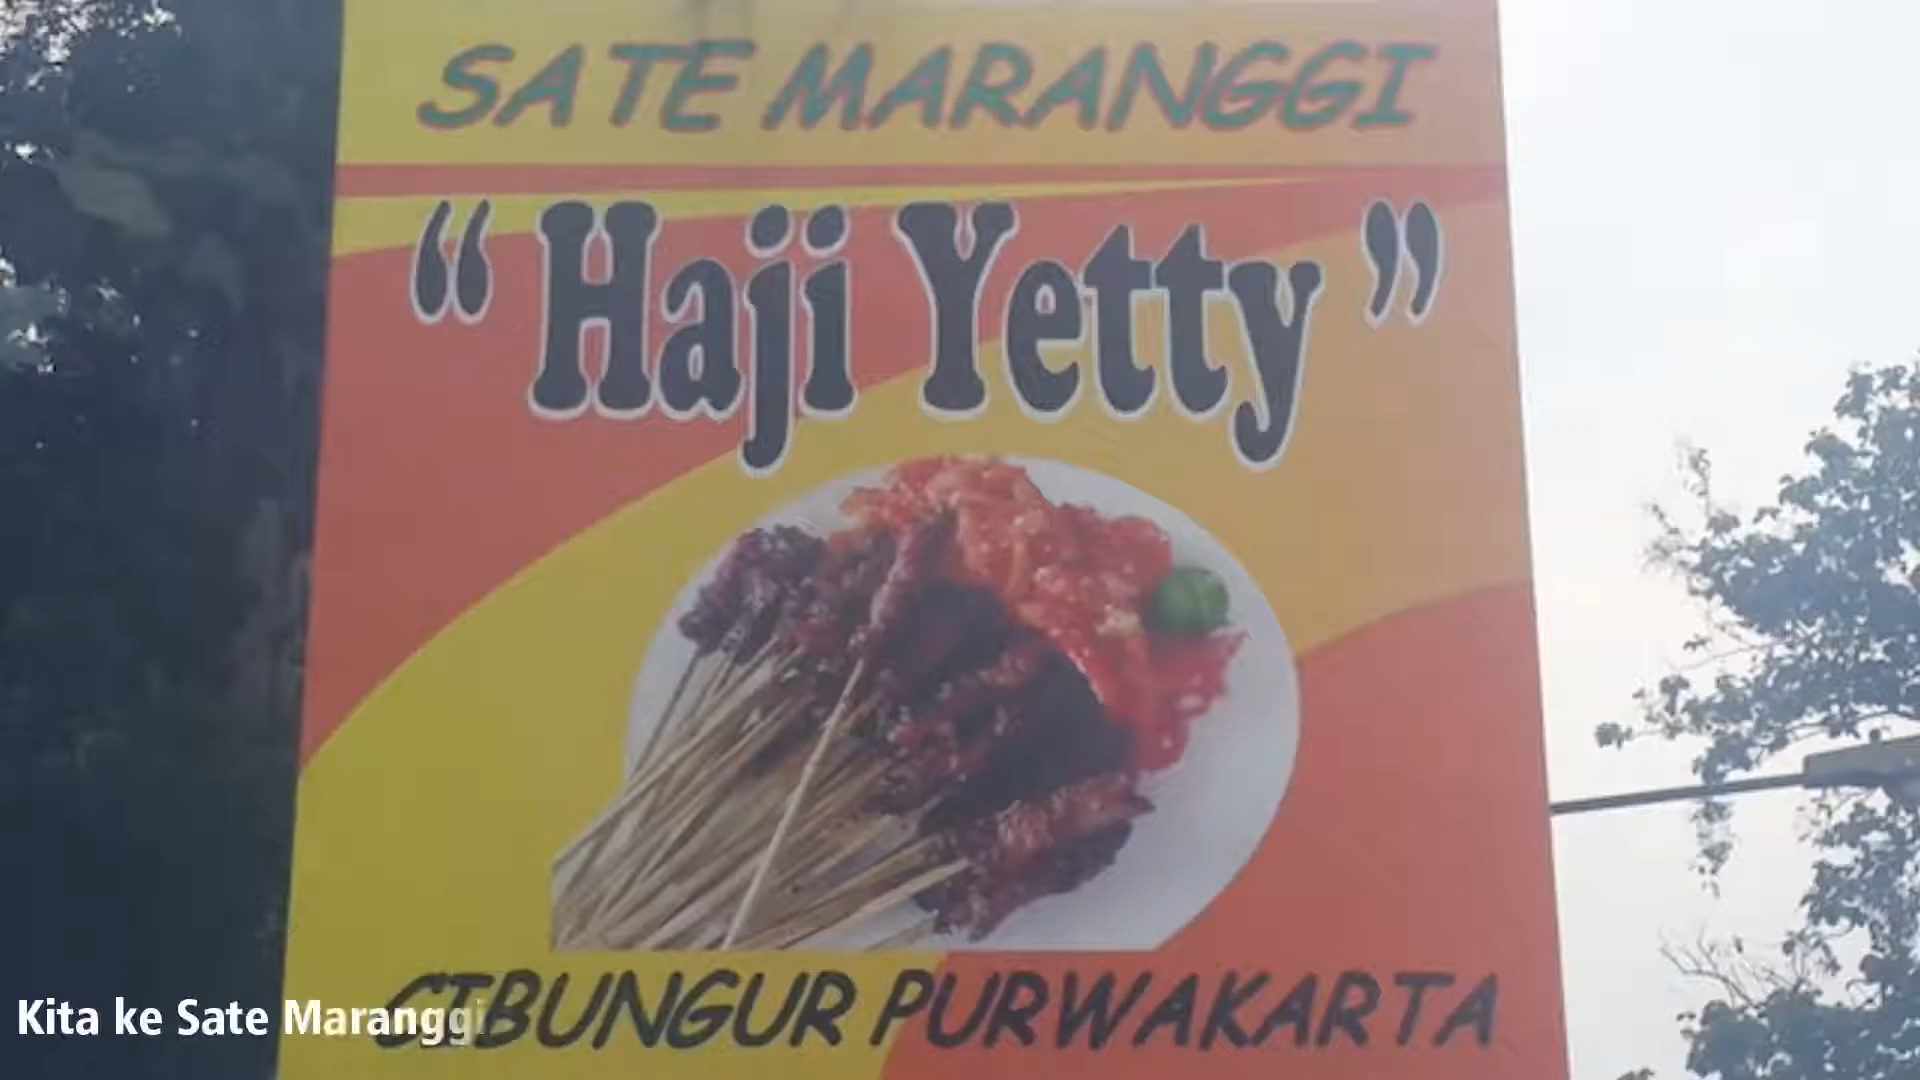 SATE MARANGGI
“Haji Yetty”
CIBUNGUR PURWAKARTA
Kita ke Sate Maranggi